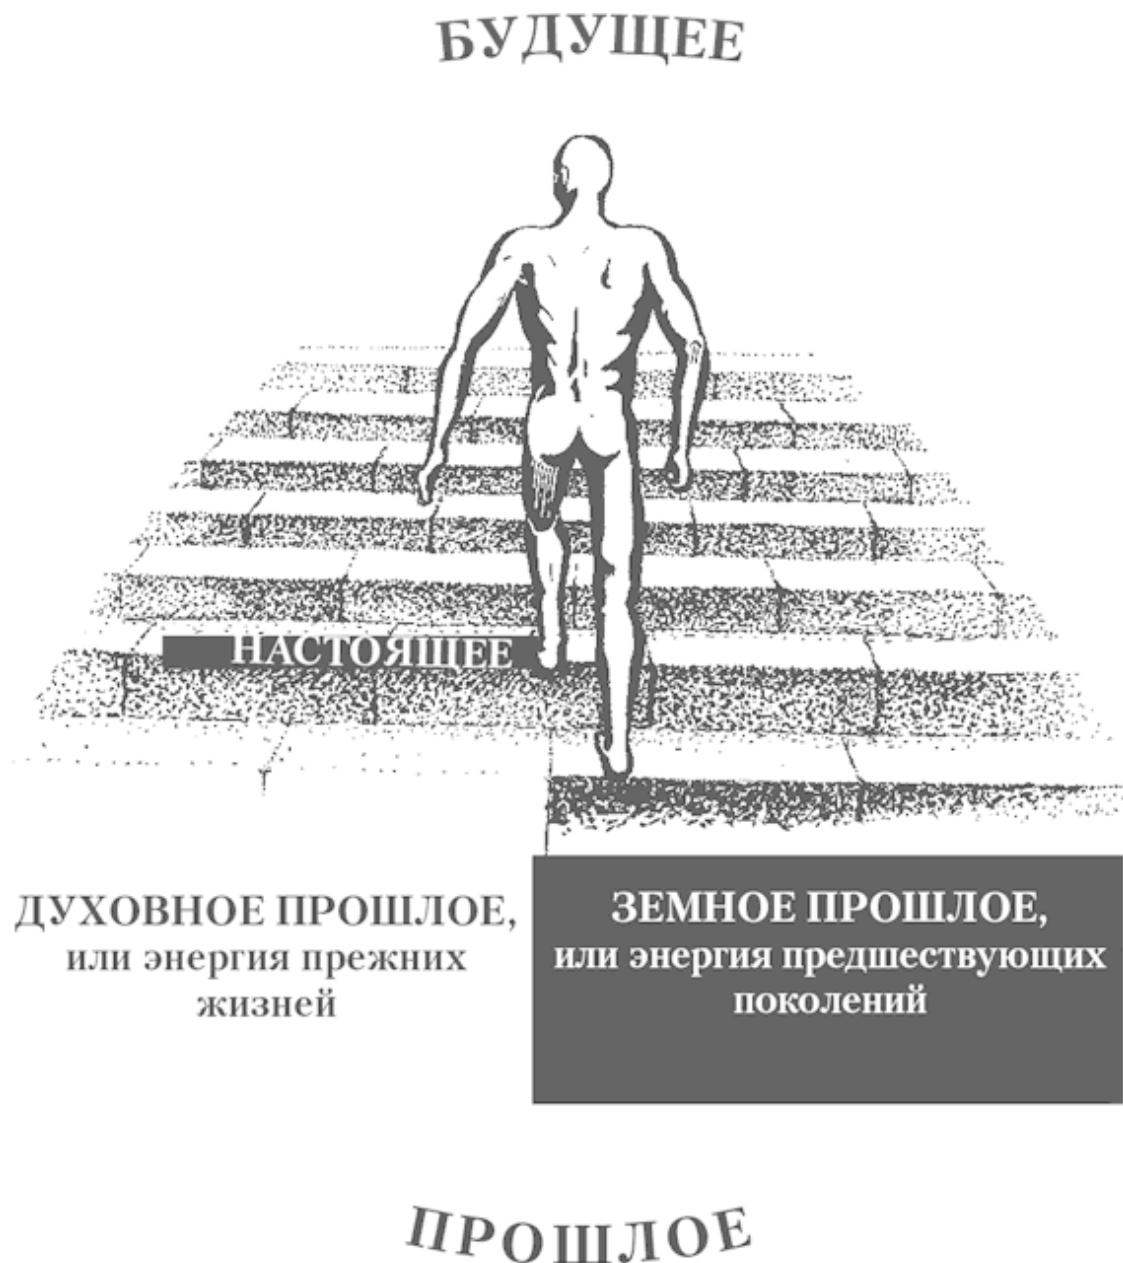 БУДУЩЕЕ
НАСТОЯЩЕЕ
ДУХОВНОЕ ПРОШЛОЕ,
или энергия прежних
жизней
ЗЕМНОЕ ПРОШЛОЕ,
или энергия предшествующих
поколений
ПРОШЛОЕ